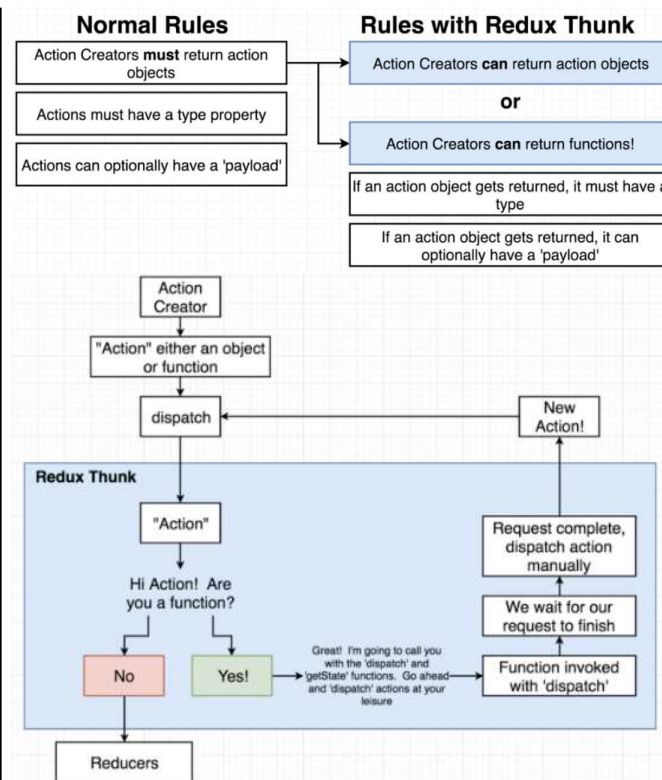 Normal Rules
Rules with Redux Thunk
Action Creators must return action
objects
Actions must have a type property
Actions can optionally have a 'payload'
Action Creators can return action objects
or
Action Creators can return functions!
If an action object gets returned, it must have a
type
If an action object gets returned, it can
optionally have a 'payload'
Action
Creator
"Action" either an object
or function
dispatch
New
Action!
Redux Thunk
"Action"
Hi Action! Are
you a function?
No
Yes!
Great! I'm going to call you
with the 'dispatch' and
'getState' functions. Go ahead
and 'dispatch' actions at your
leisure
Function invoked
with 'dispatch'
We wait for our
request to finish
Request complete,
dispatch action
manually
Reducers